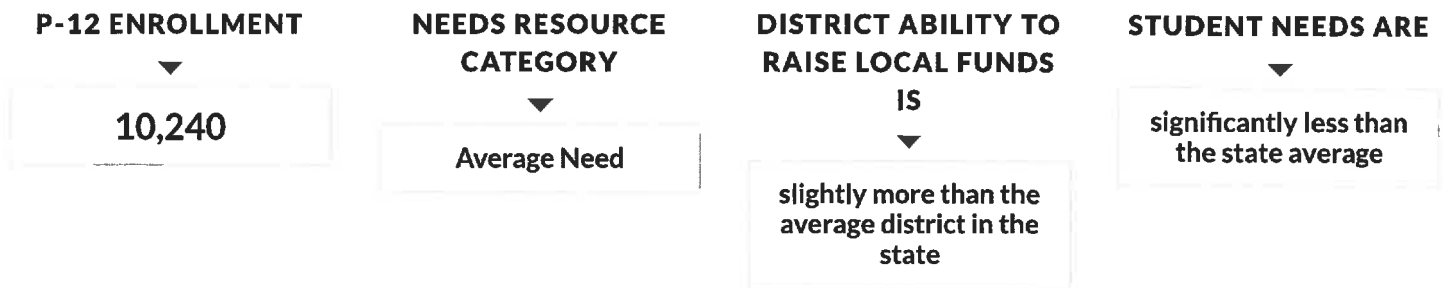 P-12 ENROLLMENT
10,240
NEEDS RESOURCE
CATEGORY
Average Need
DISTRICT ABILITY TO
RAISE LOCAL FUNDS
IS
slightly more than the
average district in the
state
STUDENT NEEDS ARE
significantly less than
the state average